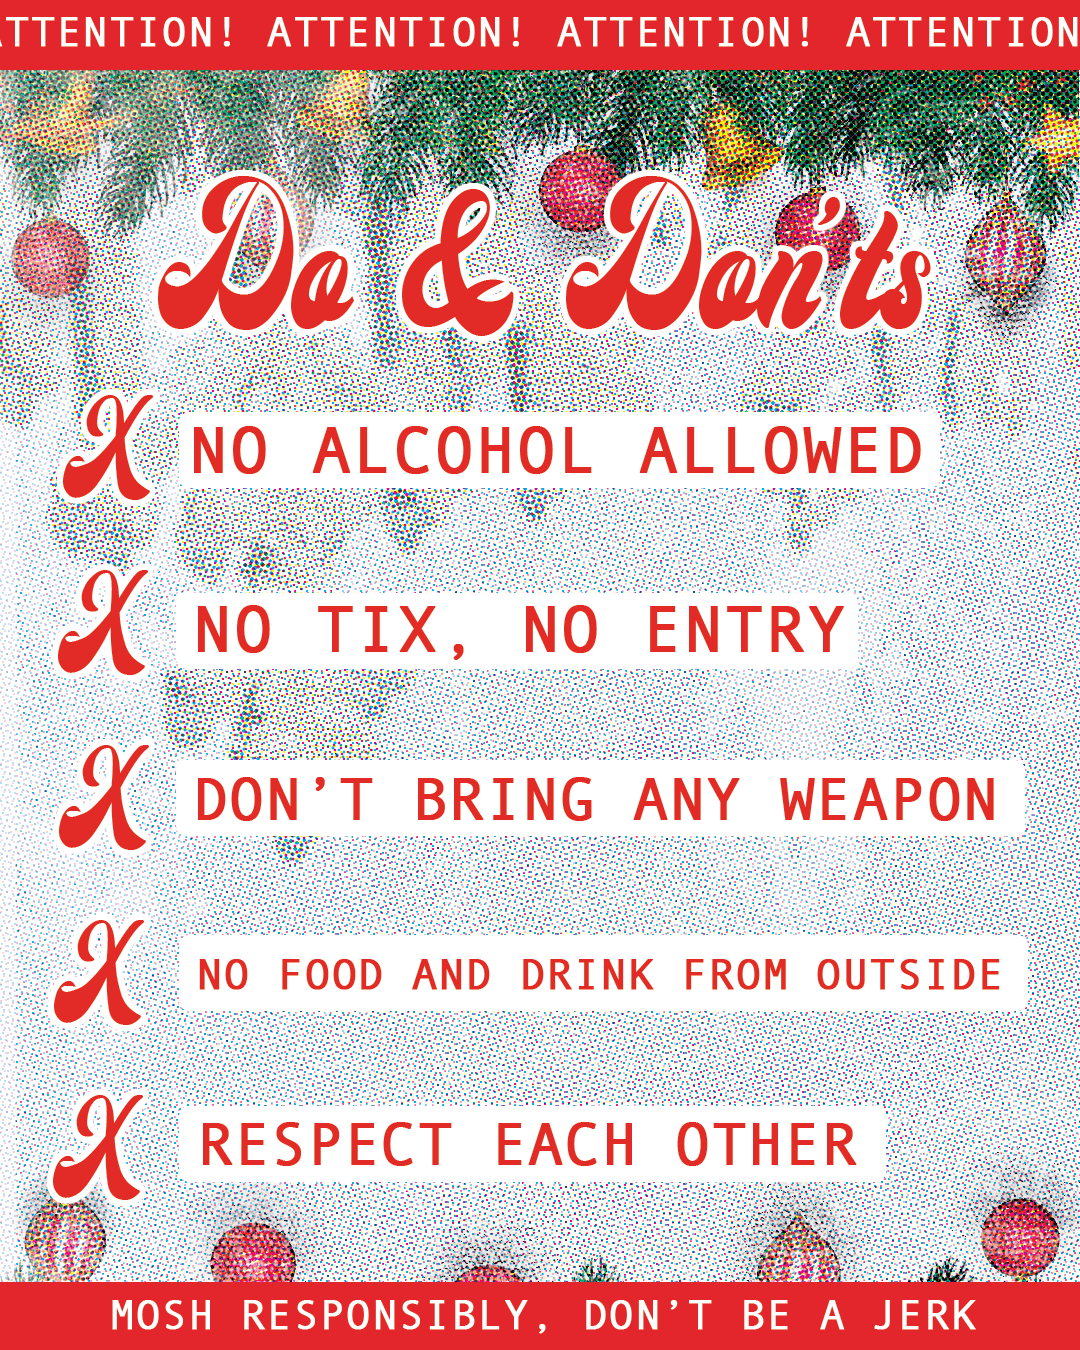 ATTENTION! ATTENTION! ATTENTION! ATTENTION
Do & Don’ts
X NO ALCOHOL ALLOWED
X NO TIX, NO ENTRY
X DON’T BRING ANY WEAPON
X NO FOOD AND DRINK FROM OUTSIDE
X RESPECT EACH OTHER
MOSH RESPONSIBLY, DON’T BE A JERK